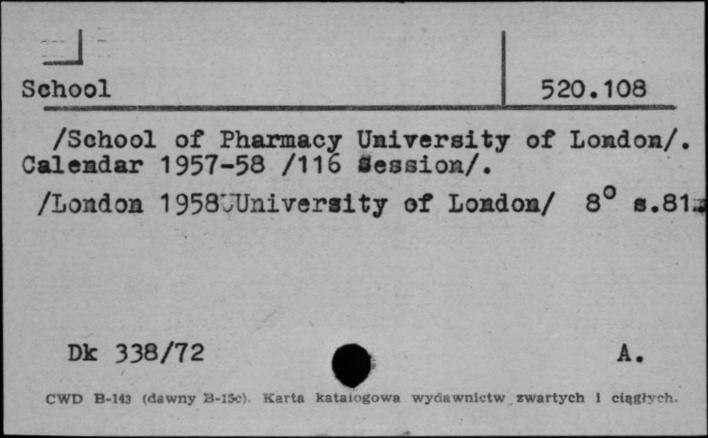 School 520.108
/School of Pharmacy University of London/.
Calendar 1957-58 /116 Session/.
/London 1958 University of London/ 8° s.81
Dk 338/72 A.
CWD B-143 (dawny B-15c). Karta katalogowa wydawnictw zwartych i ciągłych.